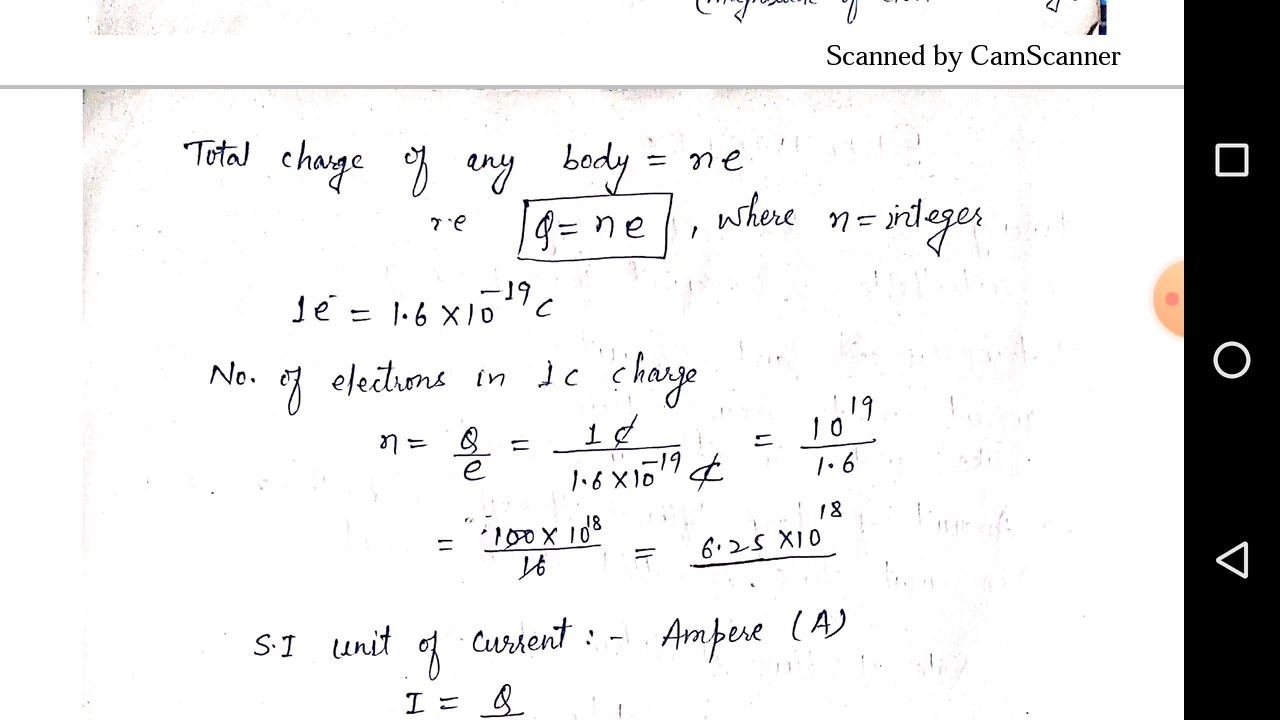 Scanned by CamScanner
Total charge of any body = ne
i.e Q = ne , where n = integer
1e⁻ = 1.6 × 10⁻¹⁹ C
No. of electrons in 1C charge
n = Q/e = 1 C/1.6 × 10⁻¹⁹ C = 10¹⁹/1.6
= 100 × 10¹⁸/16 = 6.25 × 10¹⁸
S.I unit of current :- Ampere (A)
I = Q